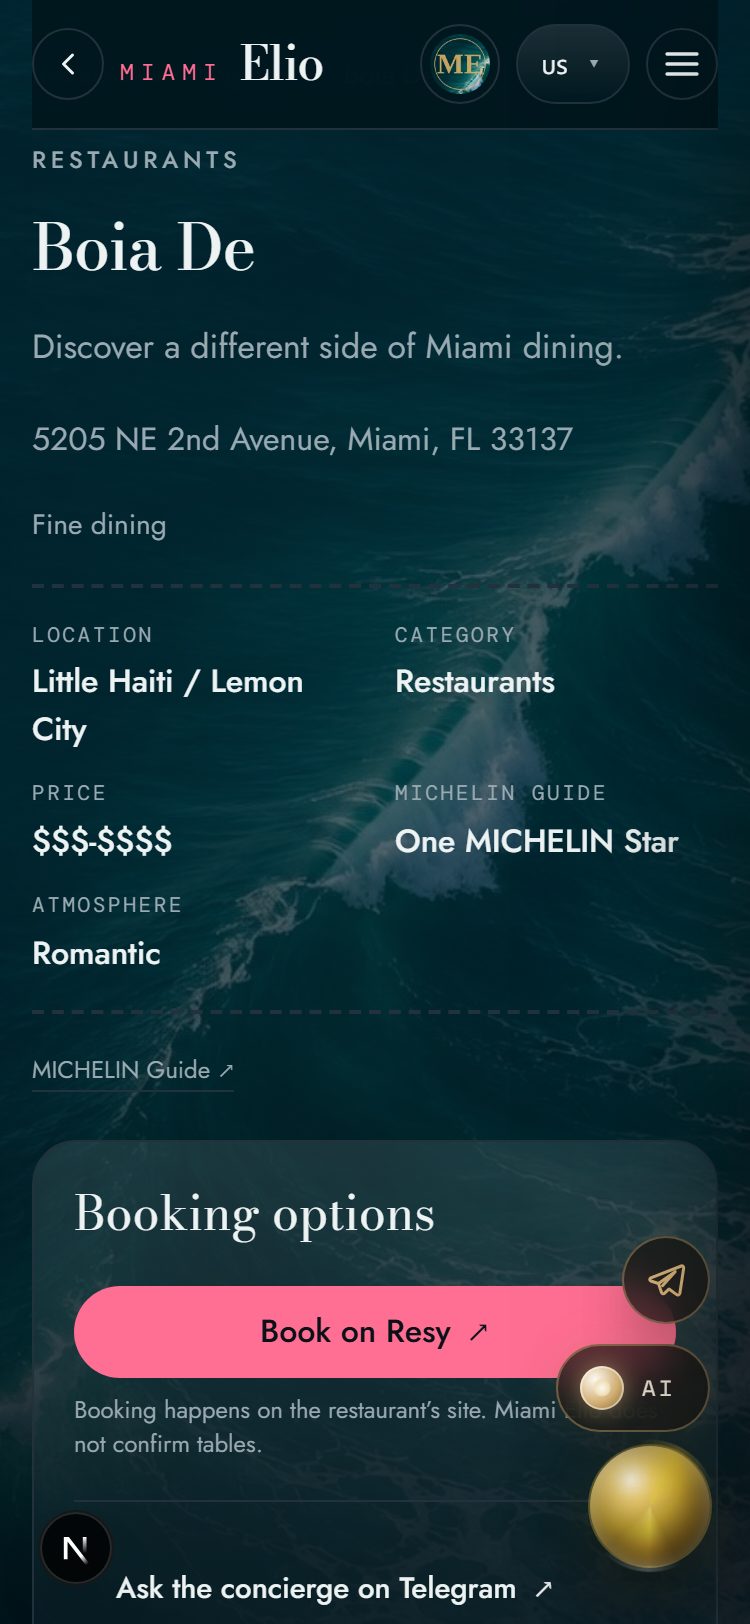 MIAMI Elio
ME
US
RESTAURANTS
Boia De
Discover a different side of Miami dining.
5205 NE 2nd Avenue, Miami, FL 33137
Fine dining
LOCATION
Little Haiti / Lemon
City
CATEGORY
Restaurants
PRICE
$$$-$$$$
MICHELIN GUIDE
One MICHELIN Star
ATMOSPHERE
Romantic
MICHELIN Guide ↗
Booking options
Book on Resy ↗
AI
Booking happens on the restaurant’s site. Miami Elio does
not confirm tables.
N
Ask the concierge on Telegram ↗